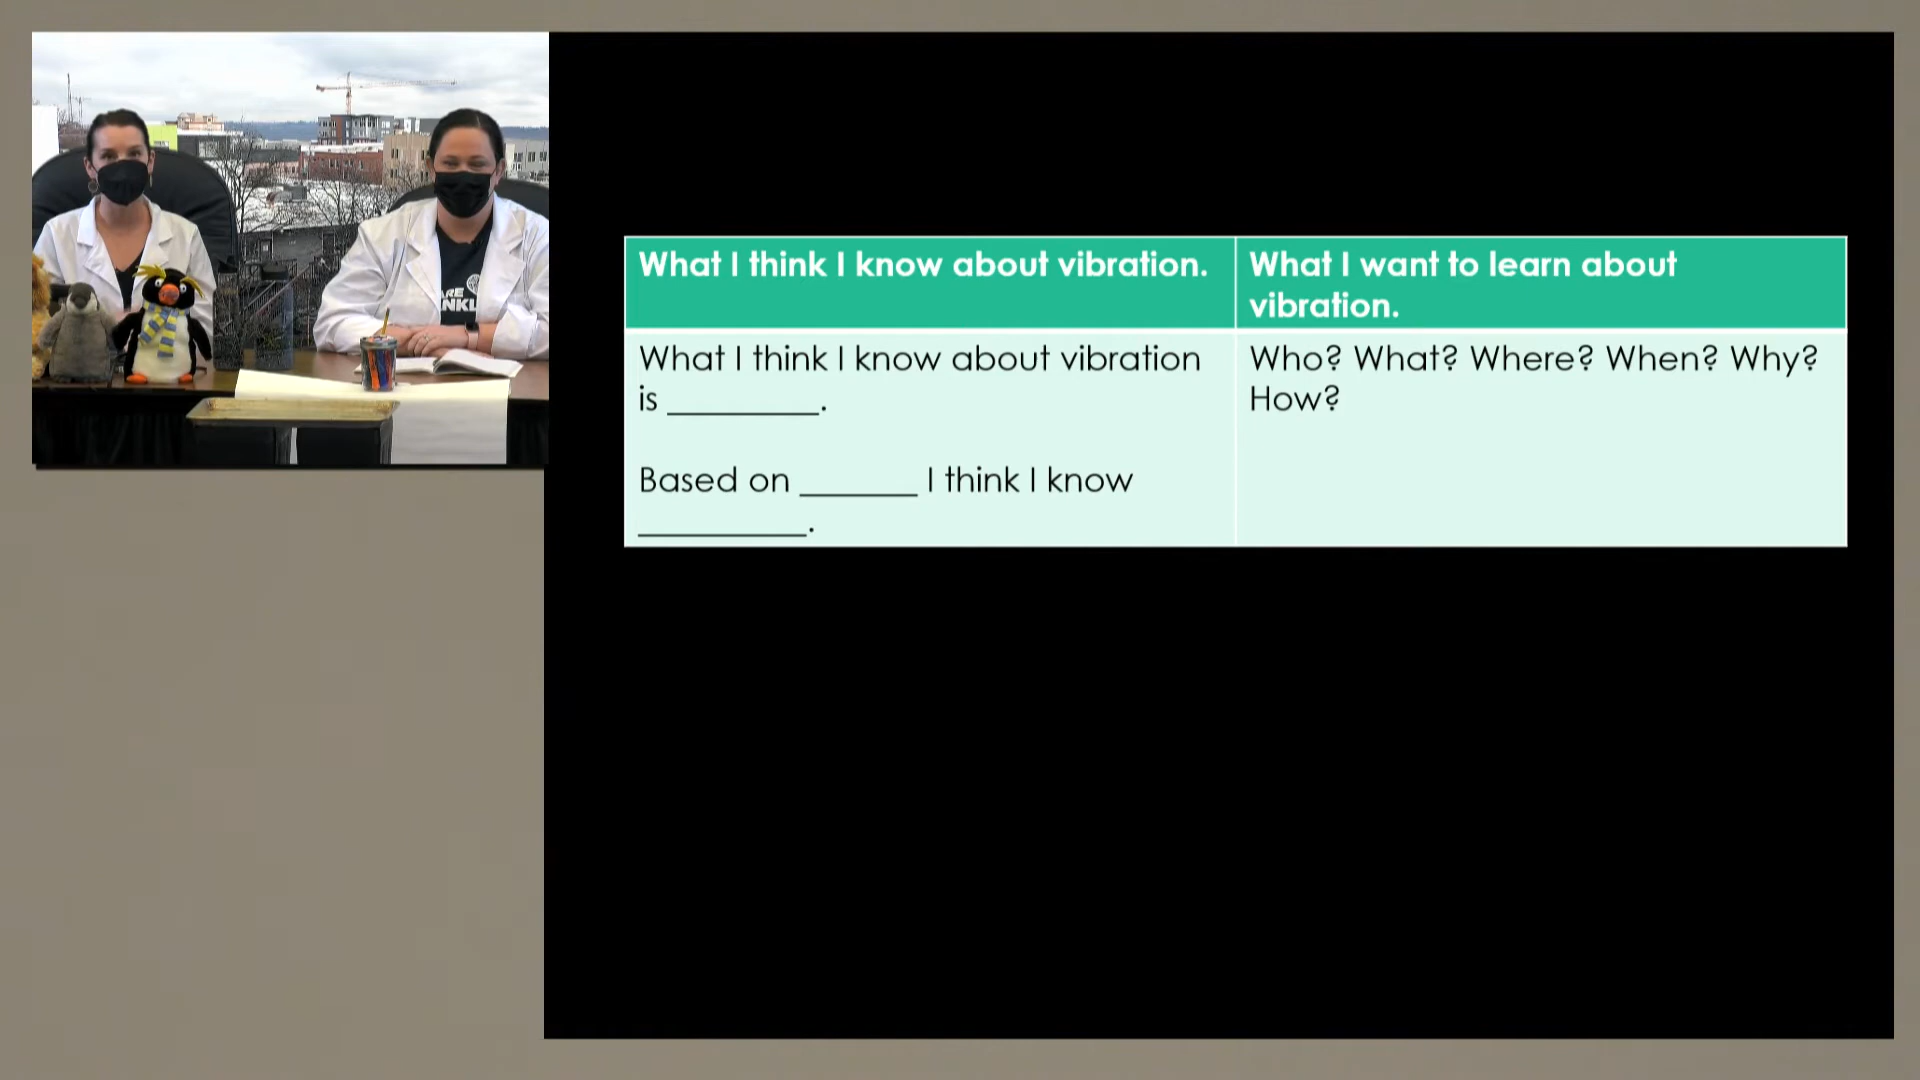 What I think I know about vibration.
What I want to learn about
vibration.
What I think I know about vibration
is _________.
Based on _______ I think I know
__________.
Who? What? Where? When? Why?
How?